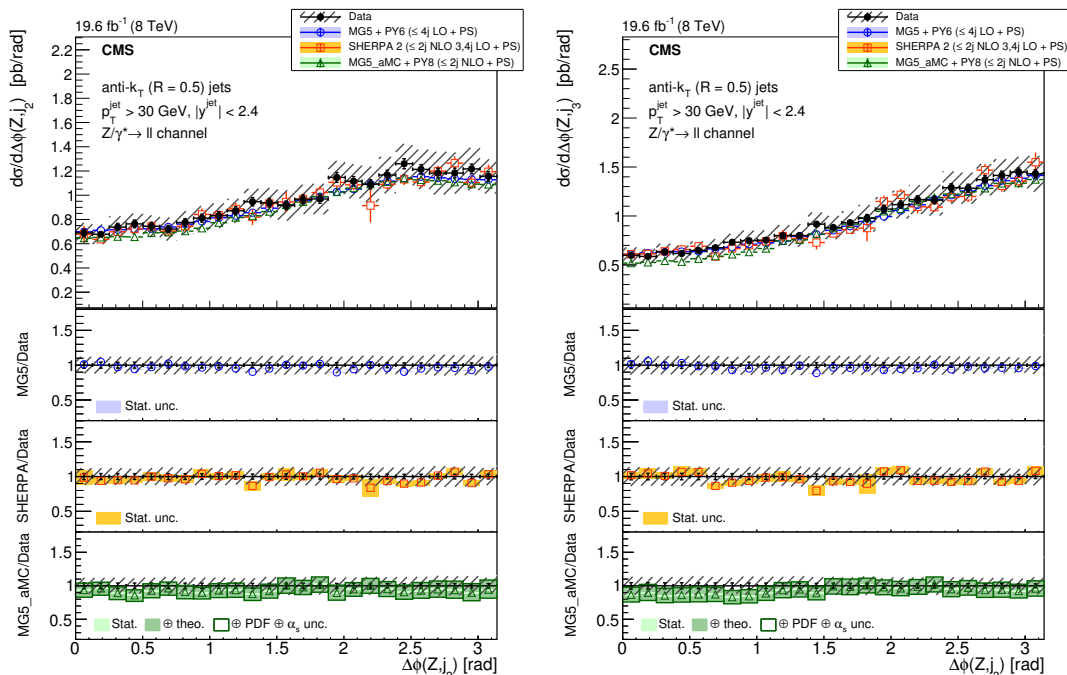 19.6 fb⁻¹ (8 TeV)
Data
MG5 + PY6 (≤ 4j LO + PS)
SHERPA 2 (≤ 2j NLO 3,4j LO + PS)
MG5_aMC + PY8 (≤ 2j NLO + PS)
CMS
anti-k_T (R = 0.5) jets
p_T^jet > 30 GeV, |y^jet| < 2.4
Z/γ*→ ll channel
dσ/dΔϕ(Z,j₂) [pb/rad]
2.2
2
1.8
1.6
1.4
1.2
1
0.8
0.6
0.4
0.2
MG5/Data
1.5
1
0.5
Stat. unc.
SHERPA/Data
1.5
1
0.5
Stat. unc.
MG5_aMC/Data
1.5
1
0.5
Stat.
⊕ theo.
⊕ PDF ⊕ α_s unc.
0 0.5 1 1.5 2 2.5 3
Δϕ(Z,j₂) [rad]
19.6 fb⁻¹ (8 TeV)
Data
MG5 + PY6 (≤ 4j LO + PS)
SHERPA 2 (≤ 2j NLO 3,4j LO + PS)
MG5_aMC + PY8 (≤ 2j NLO + PS)
CMS
anti-k_T (R = 0.5) jets
p_T^jet > 30 GeV, |y^jet| < 2.4
Z/γ*→ ll channel
dσ/dΔϕ(Z,j₃) [pb/rad]
2.5
2
1.5
1
0.5
MG5/Data
1.5
1
0.5
Stat. unc.
SHERPA/Data
1.5
1
0.5
Stat. unc.
MG5_aMC/Data
1.5
1
0.5
Stat.
⊕ theo.
⊕ PDF ⊕ α_s unc.
0 0.5 1 1.5 2 2.5 3
Δϕ(Z,j₃) [rad]